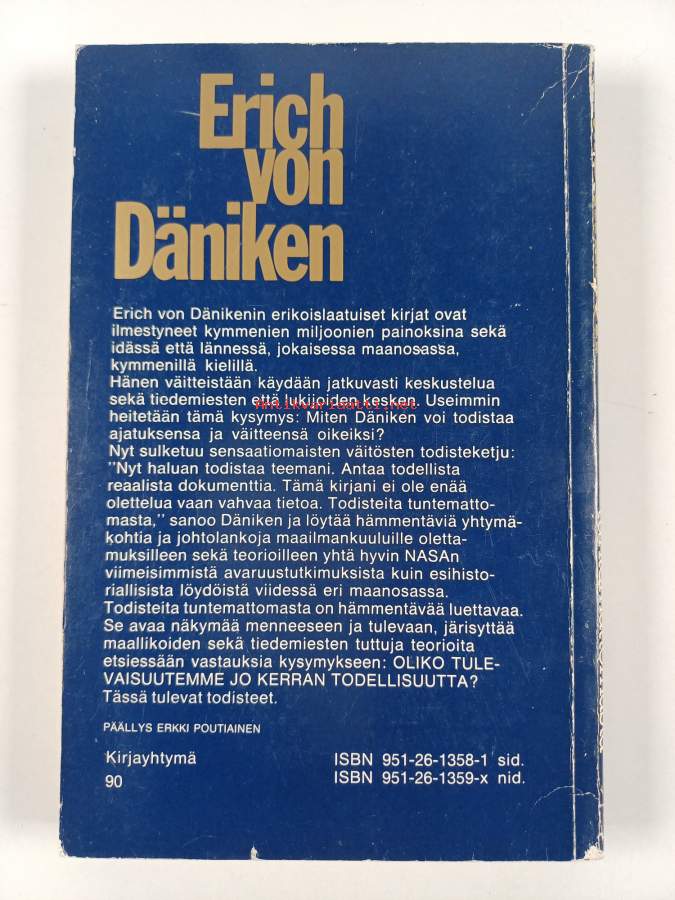 Erich
von
Däniken
Erich von Dänikenin erikoislaatuiset kirjat ovat
ilmestyneet kymmenien miljoonien painoksina sekä
idässä että lännessä, jokaisessa maanosassa,
kymmenillä kielillä.
Hänen väitteistään käydään jatkuvasti keskustelua
sekä tiedemiesten että lukijoiden kesken. Useimmin
Antikvariaatti.net
heitetään tämä kysymys: Miten Däniken voi todistaa
ajatuksensa ja väitteensä oikeiksi?
Nyt sulketuu sensaatiomaisten väitösten todisteketju:
"Nyt haluan todistaa teemani. Antaa todellista
reaalista dokumenttia. Tämä kirjani ei ole enää
olettelua vaan vahvaa tietoa. Todisteita tuntematto-
masta," sanoo Däniken ja löytää hämmentäviä yhtymä-
kohtia ja johtolankoja maailmankuuluille oletta-
muksilleen sekä teorioilleen yhtä hyvin NASAn
viimeisimmistä avaruustutkimuksista kuin esihisto-
riallisista löydöistä viidessä eri maanosassa.
Todisteita tuntemattomasta on hämmentävää luettavaa.
Se avaa näkymää menneeseen ja tulevaan, järisyttää
maallikoiden sekä tiedemiesten tuttuja teorioita
etsiessään vastauksia kysymykseen: OLIKO TULE-
VAISUUTEMME JO KERRAN TODELLISUUTTA?
Tässä tulevat todisteet.
PÄÄLLYS ERKKI POUTIAINEN
Kirjayhtymä
90
ISBN 951-26-1358-1 sid.
ISBN 951-26-1359-x nid.